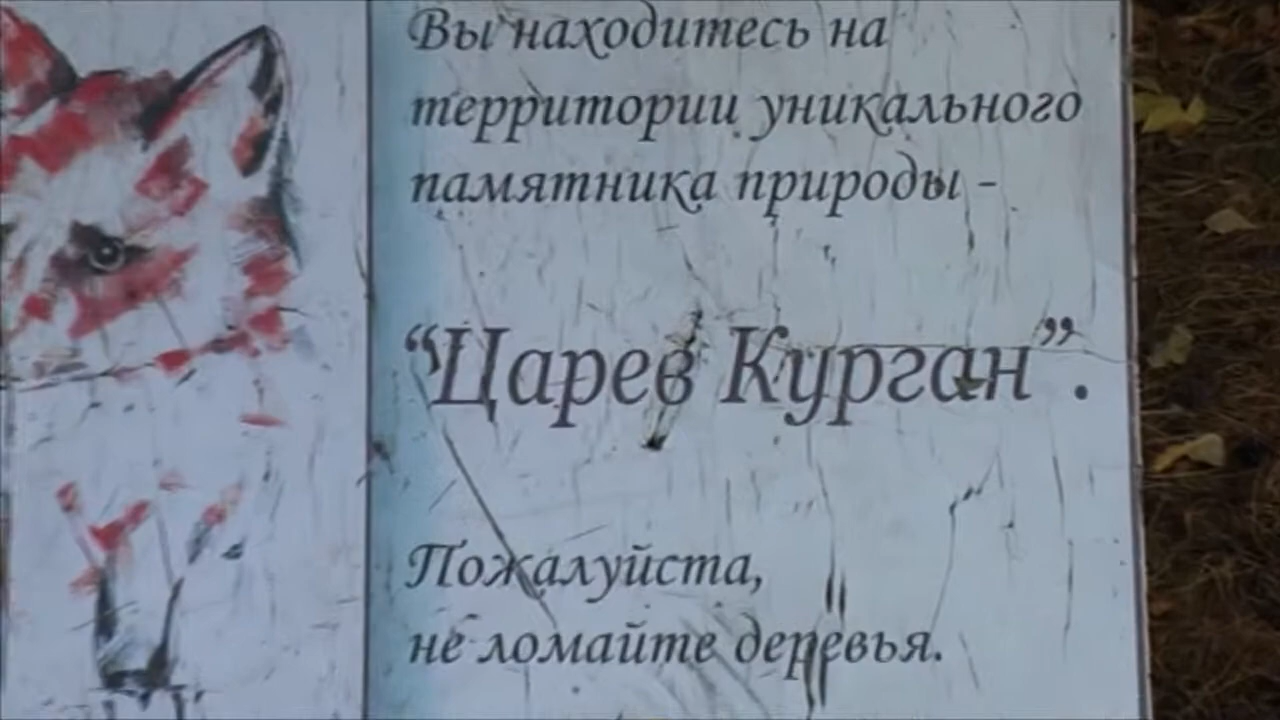 Вы находитесь на
территории уникального
памятника природы -
“Царев Курган”.
Пожалуйста,
не ломайте деревья.